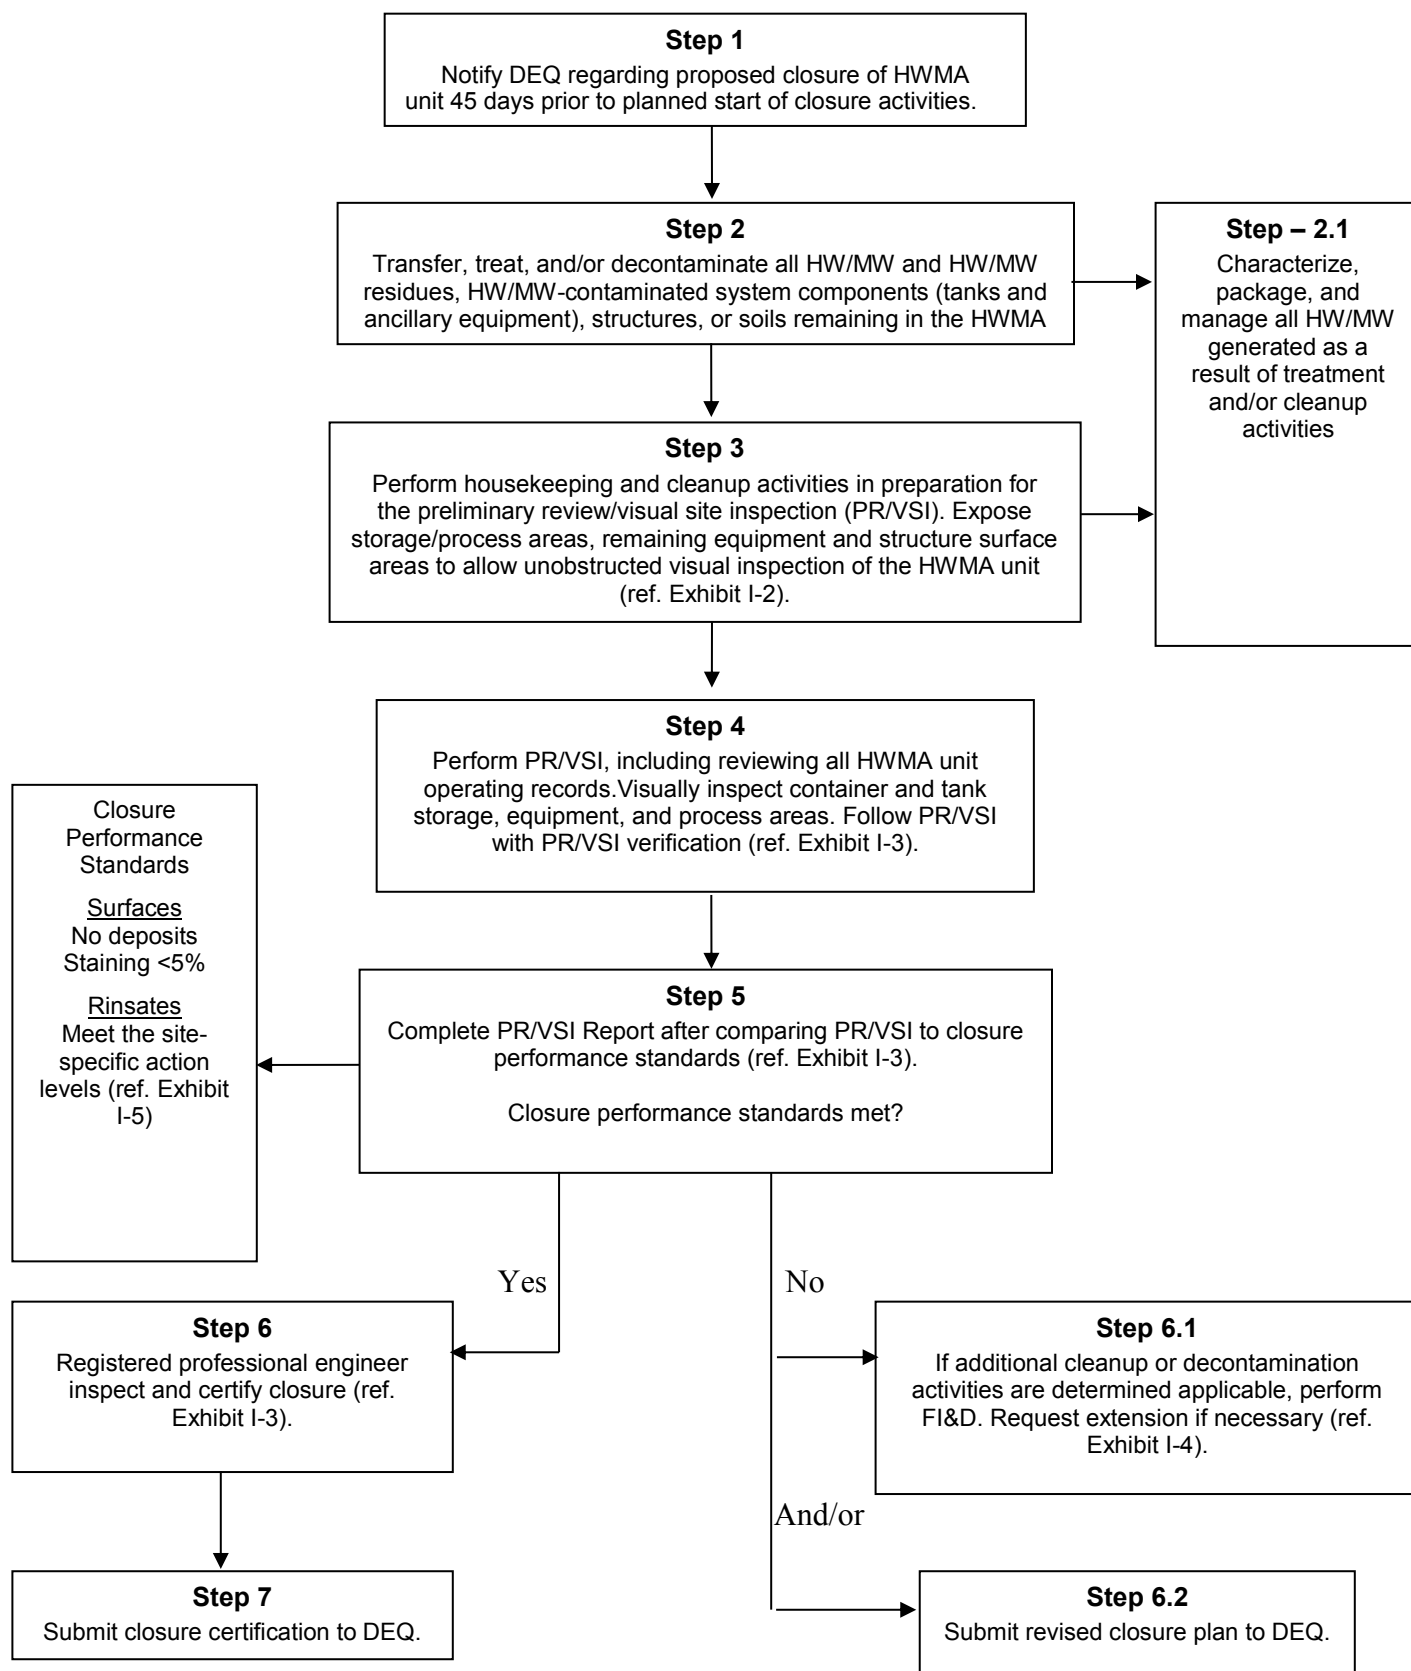 Step 1
Notify DEQ regarding proposed closure of HWMA
unit 45 days prior to planned start of closure activities.
Step 2
Transfer, treat, and/or decontaminate all HW/MW and HW/MW
residues, HW/MW-contaminated system components (tanks and
ancillary equipment), structures, or soils remaining in the HWMA
Step – 2.1
Characterize,
package, and
manage all HW/MW
generated as a
result of treatment
and/or cleanup
activities
Step 3
Perform housekeeping and cleanup activities in preparation for
the preliminary review/visual site inspection (PR/VSI). Expose
storage/process areas, remaining equipment and structure surface
areas to allow unobstructed visual inspection of the HWMA unit
(ref. Exhibit I-2).
Step 4
Perform PR/VSI, including reviewing all HWMA unit
operating records.Visually inspect container and tank
storage, equipment, and process areas. Follow PR/VSI
with PR/VSI verification (ref. Exhibit I-3).
Closure
Performance
Standards
Surfaces
No deposits
Staining <5%
Rinsates
Meet the site-
specific action
levels (ref. Exhibit
I-5)
Step 5
Complete PR/VSI Report after comparing PR/VSI to closure
performance standards (ref. Exhibit I-3).
Closure performance standards met?
Yes
No
Step 6
Registered professional engineer
inspect and certify closure (ref.
Exhibit I-3).
Step 6.1
If additional cleanup or decontamination
activities are determined applicable, perform
FI&D. Request extension if necessary (ref.
Exhibit I-4).
And/or
Step 7
Submit closure certification to DEQ.
Step 6.2
Submit revised closure plan to DEQ.